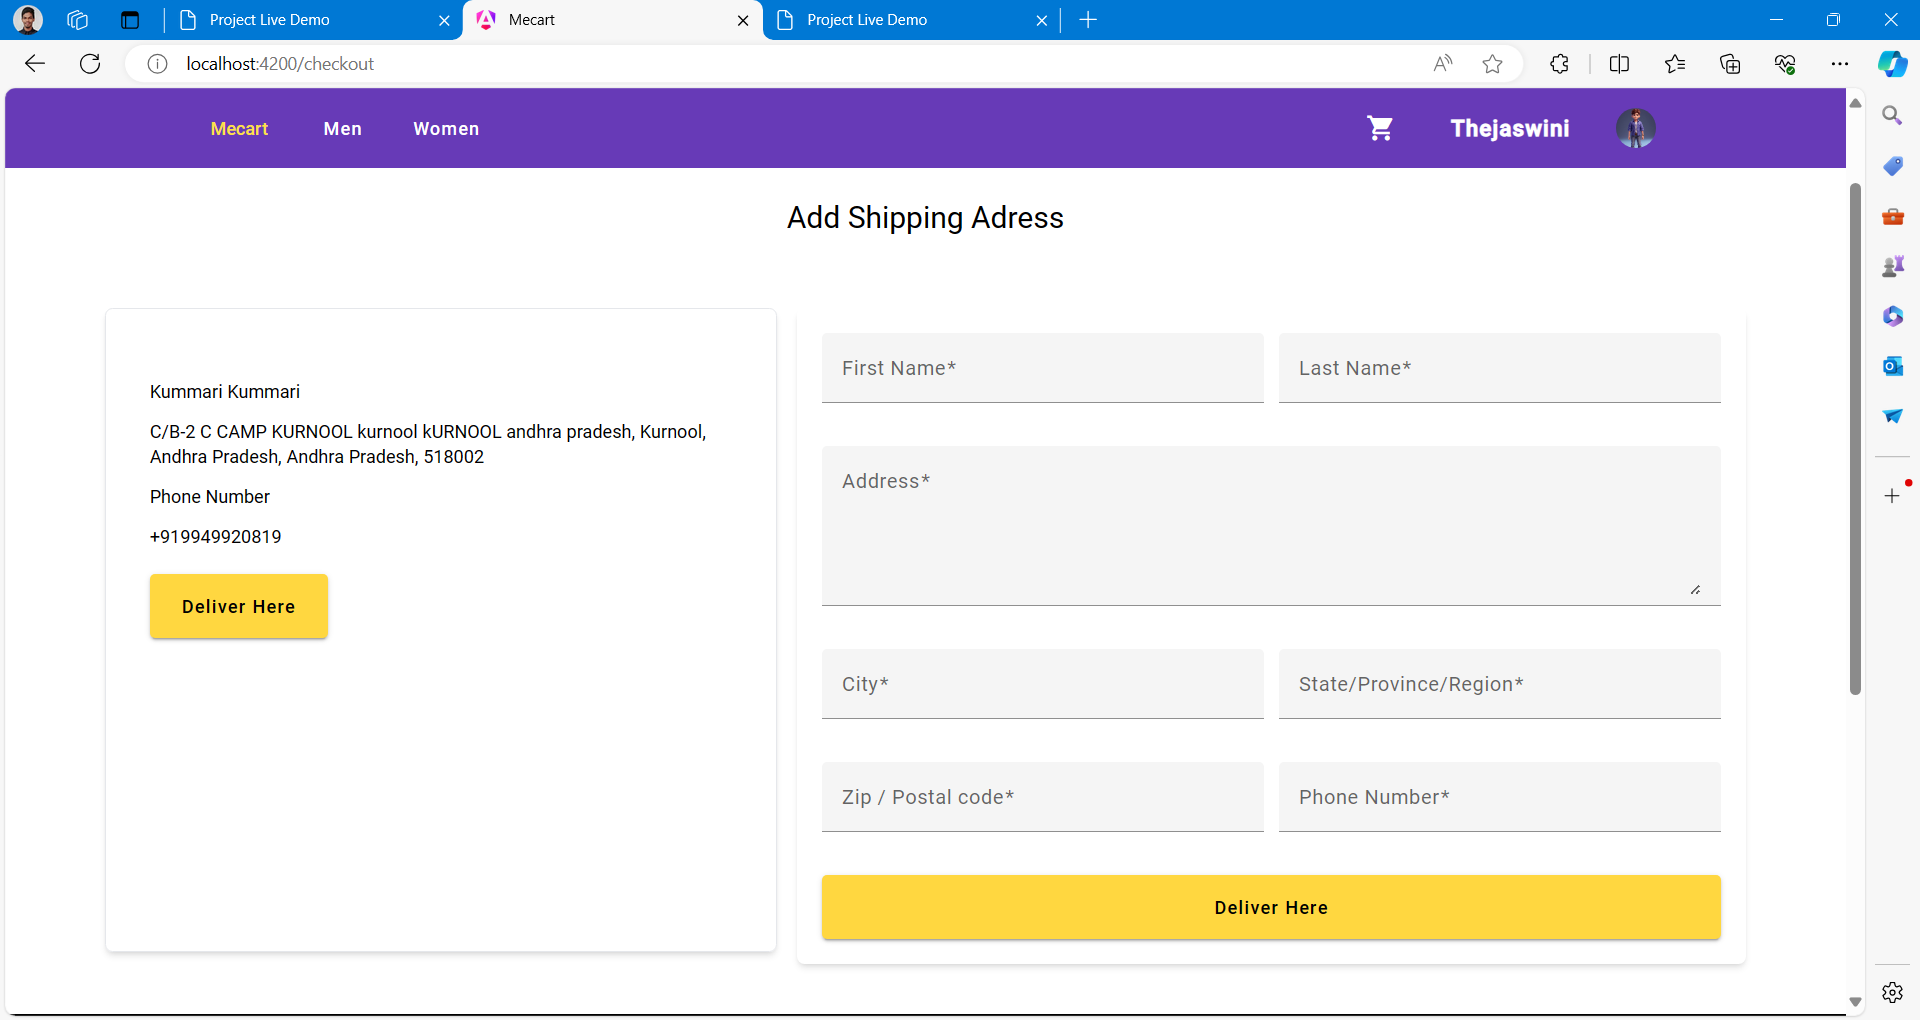 Project Live Demo
Mecart
Project Live Demo
localhost:4200/checkout
Mecart Men Women Thejaswini
Add Shipping Adress
Kummari Kummari
C/B-2 C CAMP KURNOOL kurnool kURNOOL andhra pradesh, Kurnool,
Andhra Pradesh, Andhra Pradesh, 518002
Phone Number
+919949920819
Deliver Here
First Name*
Last Name*
Address*
City*
State/Province/Region*
Zip / Postal code*
Phone Number*
Deliver Here